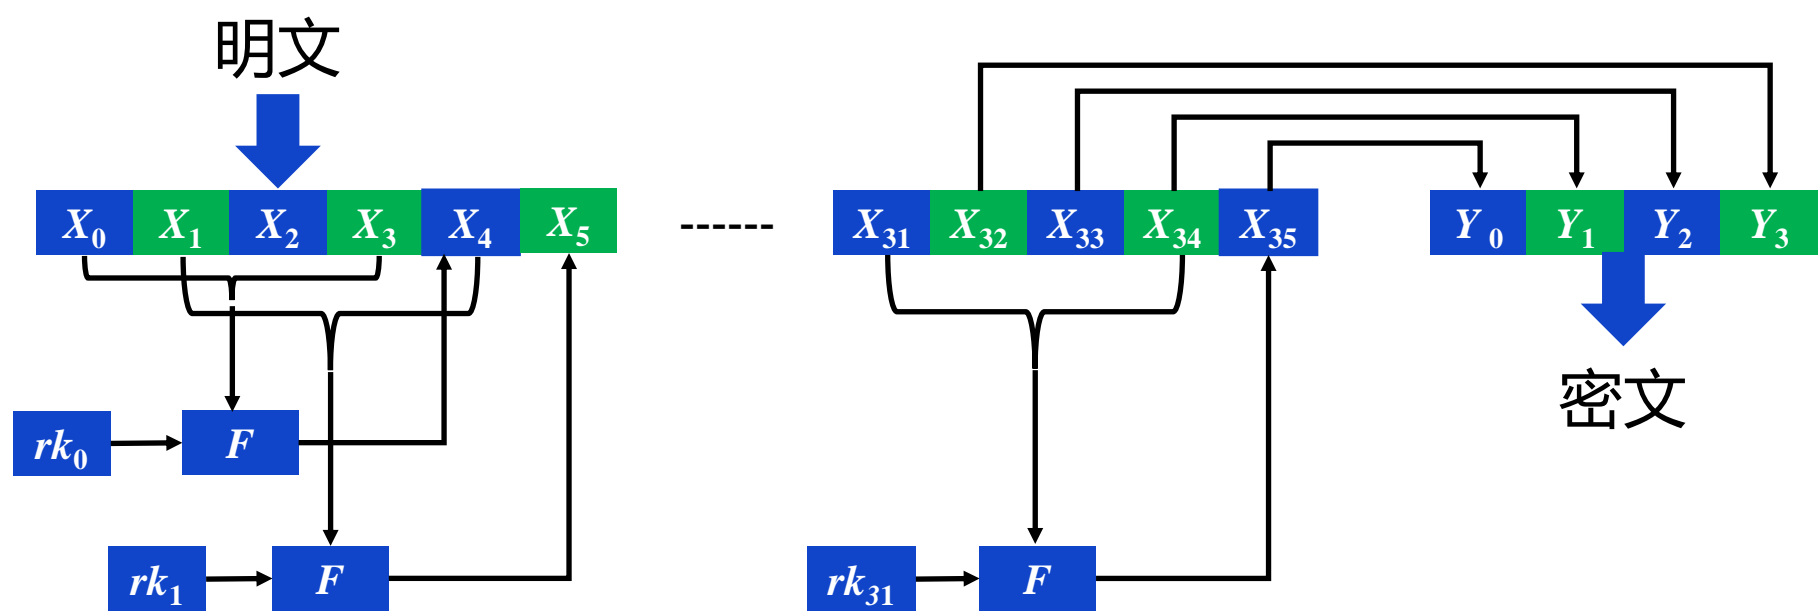 明文
X₀ X₁ X₂ X₃ X₄ X₅ ------ X₃₁ X₃₂ X₃₃ X₃₄ X₃₅ Y₀ Y₁ Y₂ Y₃
密文
rk₀ F
rk₁ F rk₃₁ F